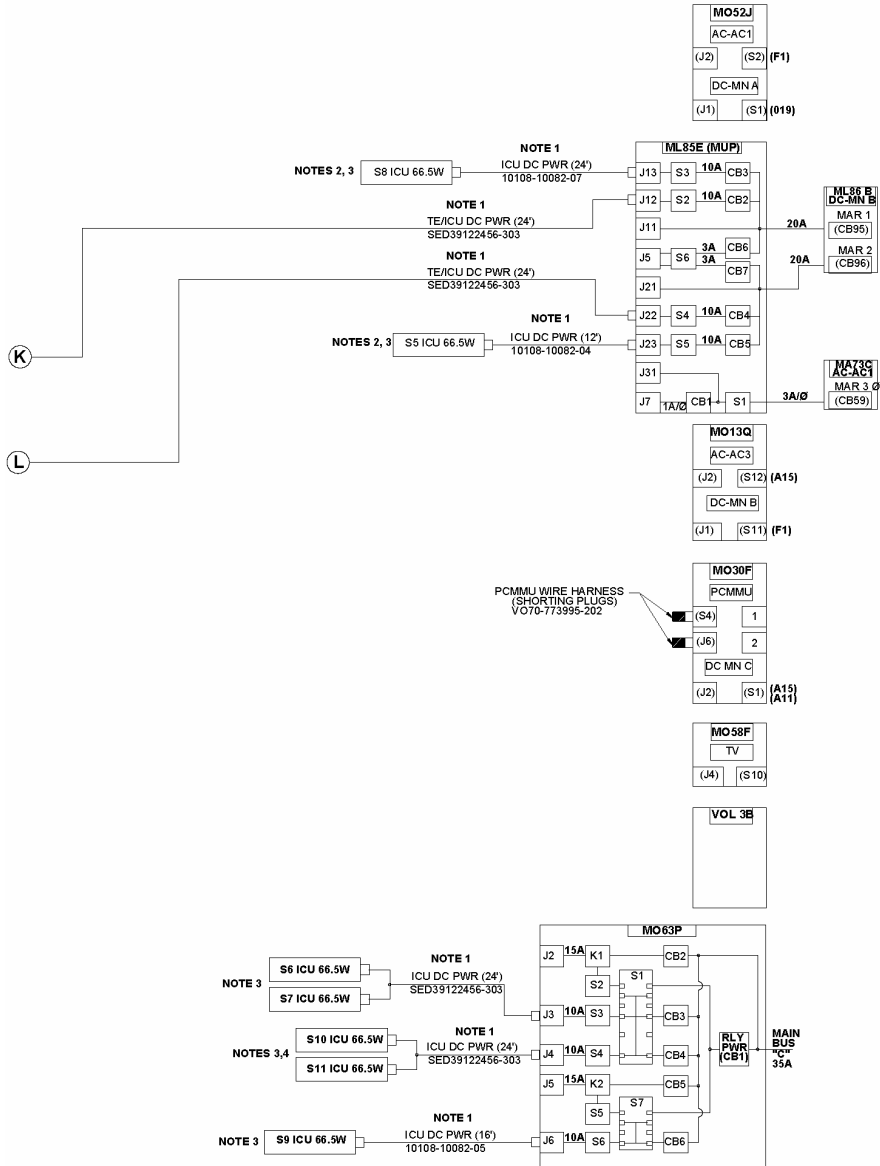 MO52J
AC-AC1
(J2) (S2) (F1)
DC-MN A
(J1) (S1) (019)
ML85E (MUP)
NOTE 1
NOTES 2, 3 S8 ICU 66.5W ICU DC PWR (24') J13 S3 10A CB3
10108-10082-07
NOTE 1
TE/ICU DC PWR (24') J12 S2 10A CB2
SED39122456-303
ML86 B
DC-MN B
MAR 1
J11 20A (CB95)
NOTE 1
J5 S6 3A CB6
3A CB7
MAR 2
20A (CB96)
TE/ICU DC PWR (24')
SED39122456-303
J21
J22 S4 10A CB4
NOTE 1
NOTES 2, 3 S5 ICU 66.5W ICU DC PWR (12') J23 S5 10A CB5
10108-10082-04
K
J31
MA73C
AC-AC1
MAR 3 Ø
J7 1A/Ø CB1 S1 3A/Ø (CB59)
MO13Q
AC-AC3
L
(J2) (S12) (A15)
DC-MN B
(J1) (S11) (F1)
MO30F
PCMMU
PCMMU WIRE HARNESS
(SHORTING PLUGS)
VO70-773995-202
(S4) 1
(J6) 2
DC MN C
(J2) (S1) (A15)
(A11)
MO58F
TV
(J4) (S10)
VOL 3B
MO63P
J2 15A K1 CB2
NOTE 1
S6 ICU 66.5W
NOTE 3
S7 ICU 66.5W
ICU DC PWR (24')
SED39122456-303
S2 S1
J3 10A S3 CB3
NOTE 1
S10 ICU 66.5W
NOTES 3,4
S11 ICU 66.5W
ICU DC PWR (24')
SED39122456-303
J4 10A S4 CB4
RLY
PWR
(CB1)
MAIN
BUS
"C"
35A
J5 15A K2 CB5
S5 S7
NOTE 1
NOTE 3 S9 ICU 66.5W ICU DC PWR (16') J6 10A S6 CB6
10108-10082-05